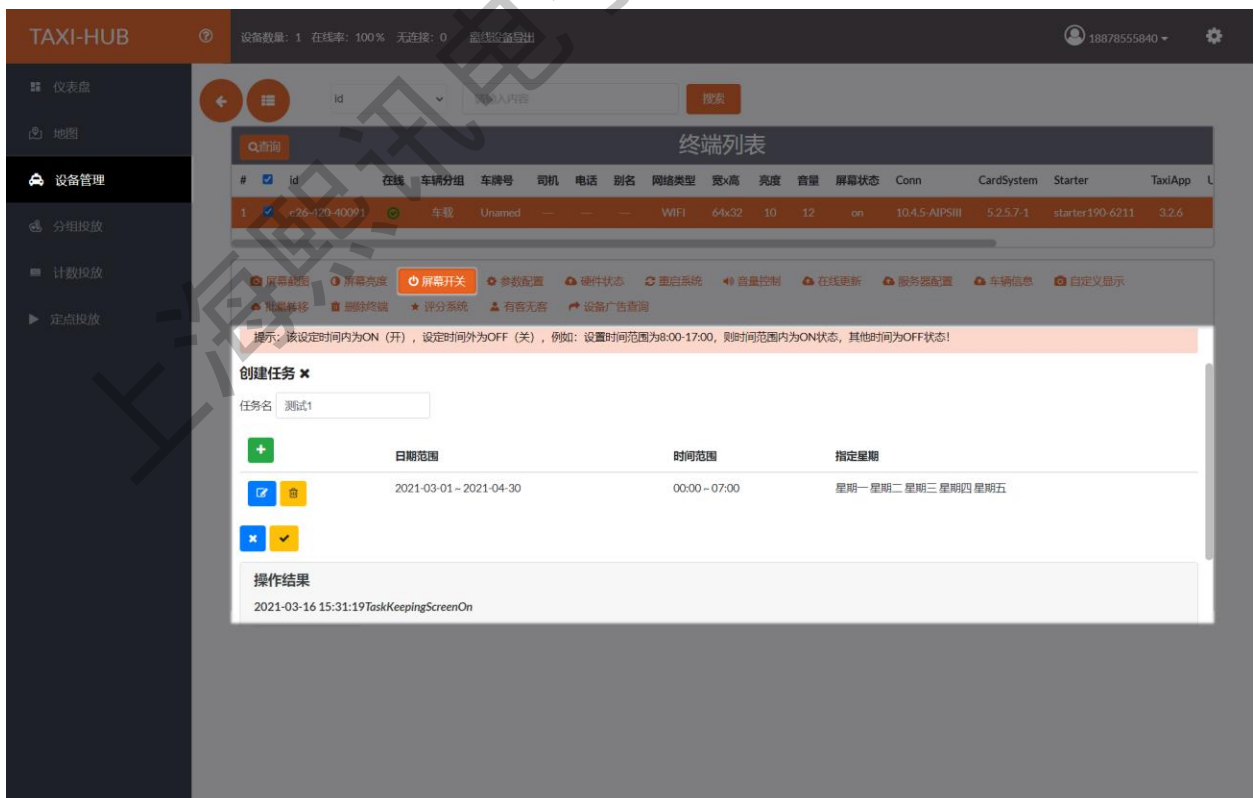 TAXI-HUB
设备数量: 1 在线率: 100% 无连接: 0 离线设备导出
18878555840
仪表盘
地图
设备管理
分组投放
计数投放
定点投放
id 请输入内容 搜索
查询 终端列表
# id 在线 车辆分组 车牌号 司机 电话 别名 网络类型 宽x高 亮度 音量 屏幕状态 Conn CardSystem Starter TaxiApp
1 c26-420-40091 车载 Unamed — — — WIFI 64x32 10 12 on 10.4.5-AIPSIII 5.2.5.7-1 starter190-6211 3.2.6
屏幕截图 屏幕亮度 屏幕开关 参数配置 硬件状态 重启系统 音量控制 在线更新 服务器配置 车辆信息 自定义显示
批量转移 删除终端 评分系统 有客无客 设备广告查询
提示：该设定时间内为ON（开），设定时间外为OFF（关），例如：设置时间范围为8:00-17:00，则时间范围内为ON状态，其他时间为OFF状态!
创建任务
任务名 测试1
日期范围 时间范围 指定星期
2021-03-01 ~ 2021-04-30 00:00 ~ 07:00 星期一 星期二 星期三 星期四 星期五
操作结果
2021-03-16 15:31:19TaskKeepingScreenOn
上海熙讯电